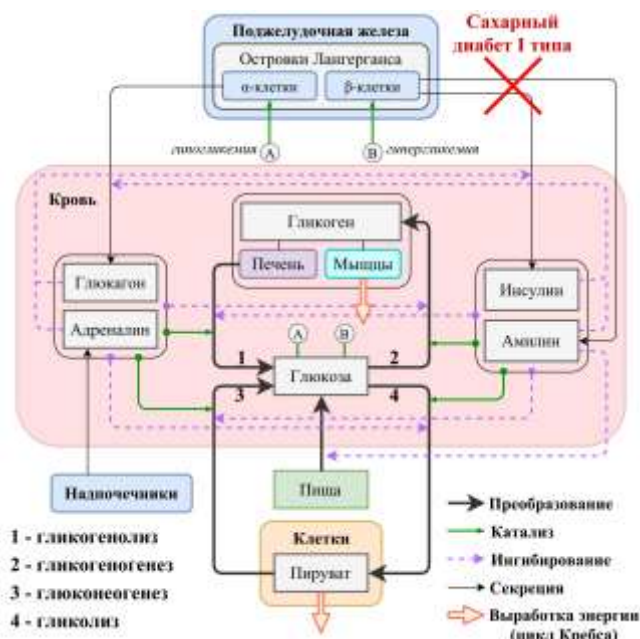 Поджелудочная железа
Сахарный
диабет I типа
Островки Лангерганса
α-клетки
β-клетки
гипогликемия
A
B
гипергликемия
Кровь
Гликоген
Печень
Мышцы
Глюкагон
Адреналин
Инсулин
Амилин
A
B
1
2
Глюкоза
3
4
Надпочечники
Пища
1 - гликогенолиз
2 - гликогеногенез
3 - глюконеогенез
4 - гликолиз
Клетки
Пируват
Преобразование
Катализ
Ингибирование
Секреция
Выработка энергии
(цикл Кребса)